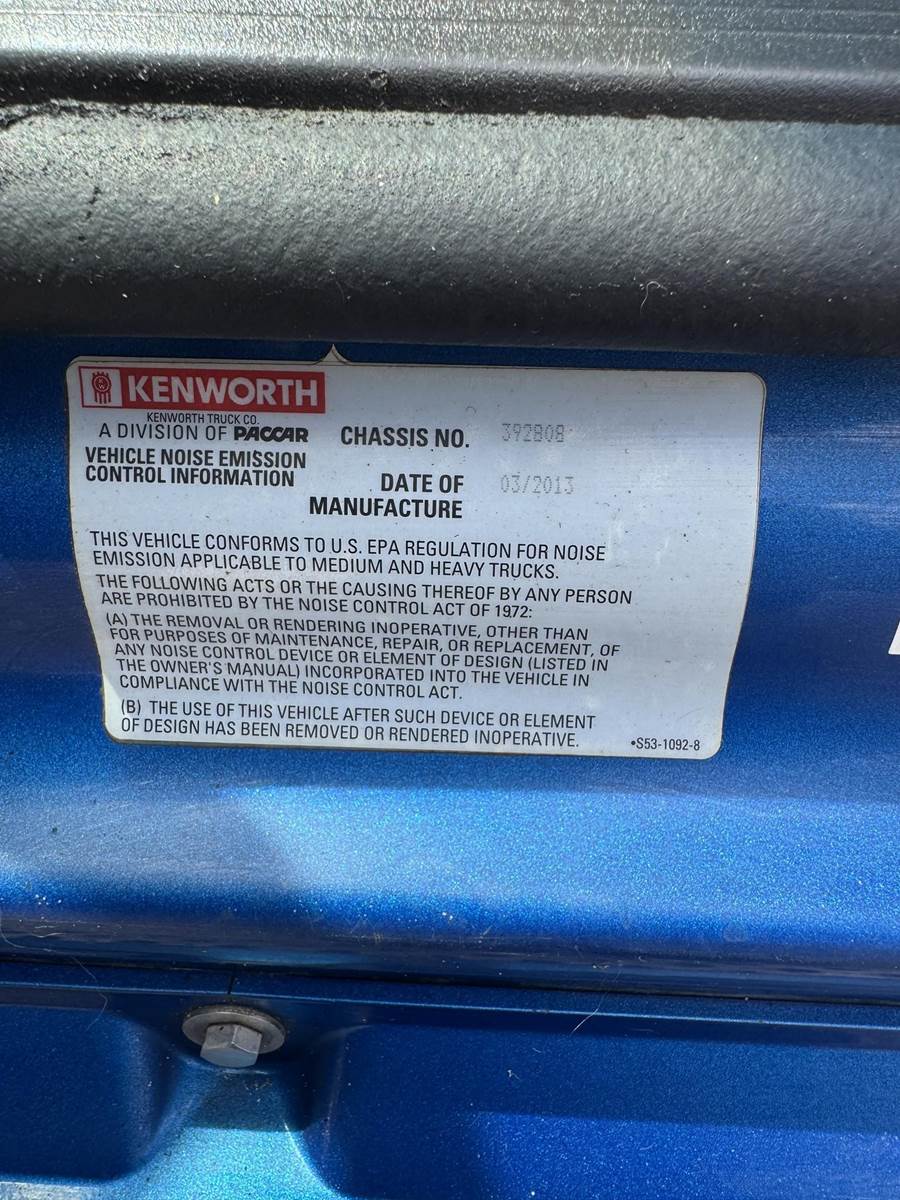 KENWORTH
KENWORTH TRUCK CO.
A DIVISION OF PACCAR
VEHICLE NOISE EMISSION
CONTROL INFORMATION
CHASSIS NO. 392808
DATE OF
MANUFACTURE 03/2013
THIS VEHICLE CONFORMS TO U.S. EPA REGULATION FOR NOISE
EMISSION APPLICABLE TO MEDIUM AND HEAVY TRUCKS.
THE FOLLOWING ACTS OR THE CAUSING THEREOF BY ANY PERSON
ARE PROHIBITED BY THE NOISE CONTROL ACT OF 1972:
(A) THE REMOVAL OR RENDERING INOPERATIVE, OTHER THAN
FOR PURPOSES OF MAINTENANCE, REPAIR, OR REPLACEMENT, OF
ANY NOISE CONTROL DEVICE OR ELEMENT OF DESIGN (LISTED IN
THE OWNER'S MANUAL) INCORPORATED INTO THE VEHICLE IN
COMPLIANCE WITH THE NOISE CONTROL ACT.
(B) THE USE OF THIS VEHICLE AFTER SUCH DEVICE OR ELEMENT
OF DESIGN HAS BEEN REMOVED OR RENDERED INOPERATIVE.
•S53-1092-8